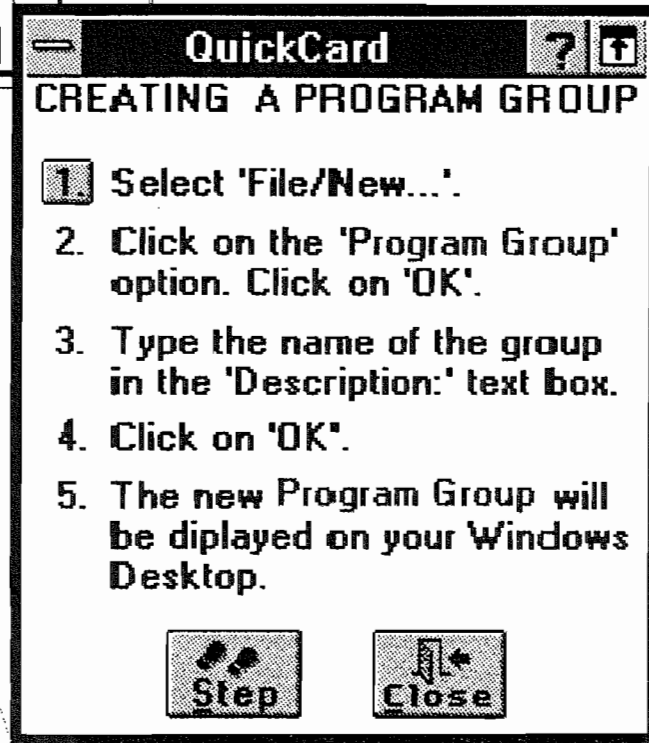 QuickCard ?
CREATING A PROGRAM GROUP
1. Select 'File/New...'.
2. Click on the 'Program Group'
option. Click on 'OK'.
3. Type the name of the group
in the 'Description:' text box.
4. Click on 'OK".
5. The new Program Group will
be diplayed on your Windows
Desktop.
Step Close